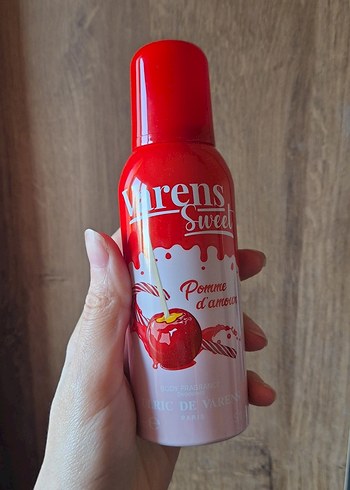 Varens
Sweet
Pomme
d'amour
ULRIC DE VARENS
PARIS